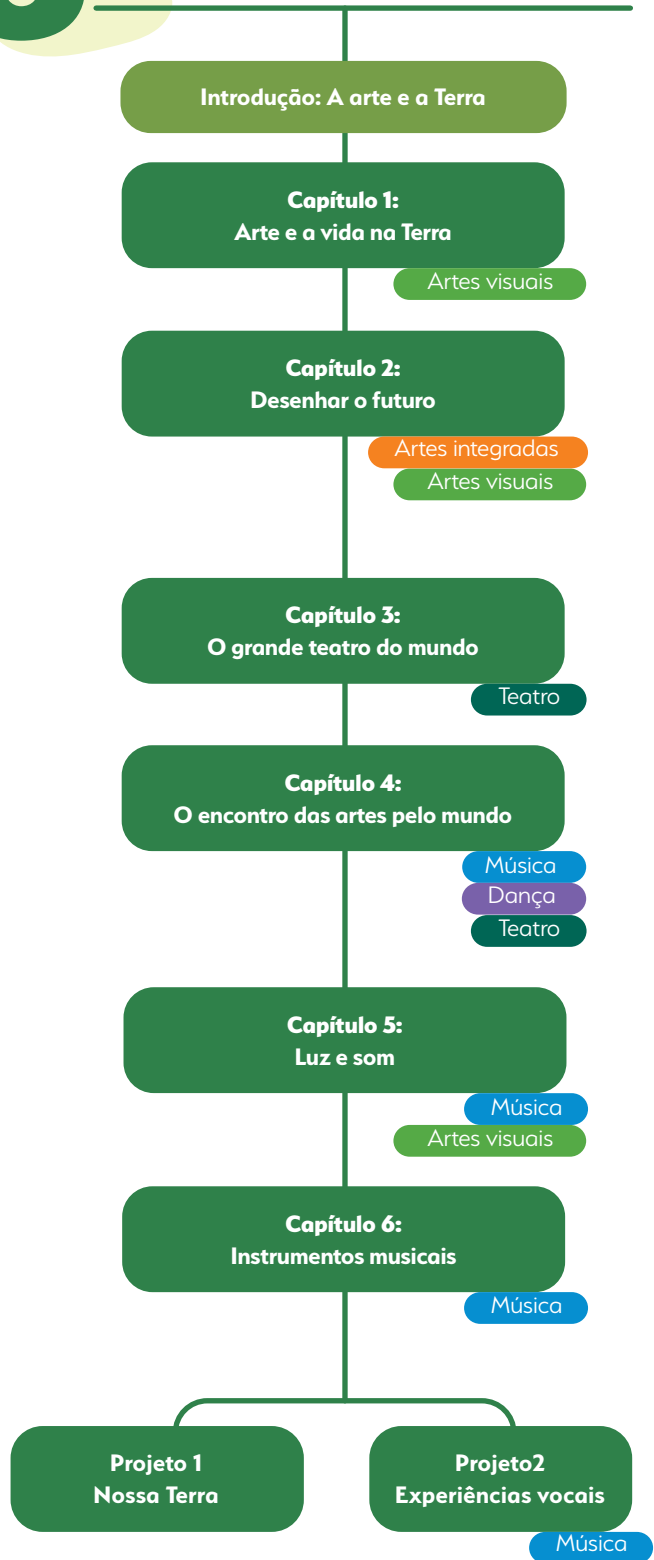 Introdução: A arte e a Terra
Capítulo 1:
Arte e a vida na Terra
Artes visuais
Capítulo 2:
Desenhar o futuro
Artes integradas
Artes visuais
Capítulo 3:
O grande teatro do mundo
Teatro
Capítulo 4:
O encontro das artes pelo mundo
Música
Dança
Teatro
Capítulo 5:
Luz e som
Música
Artes visuais
Capítulo 6:
Instrumentos musicais
Música
Projeto 1
Nossa Terra
Projeto2
Experiências vocais
Música